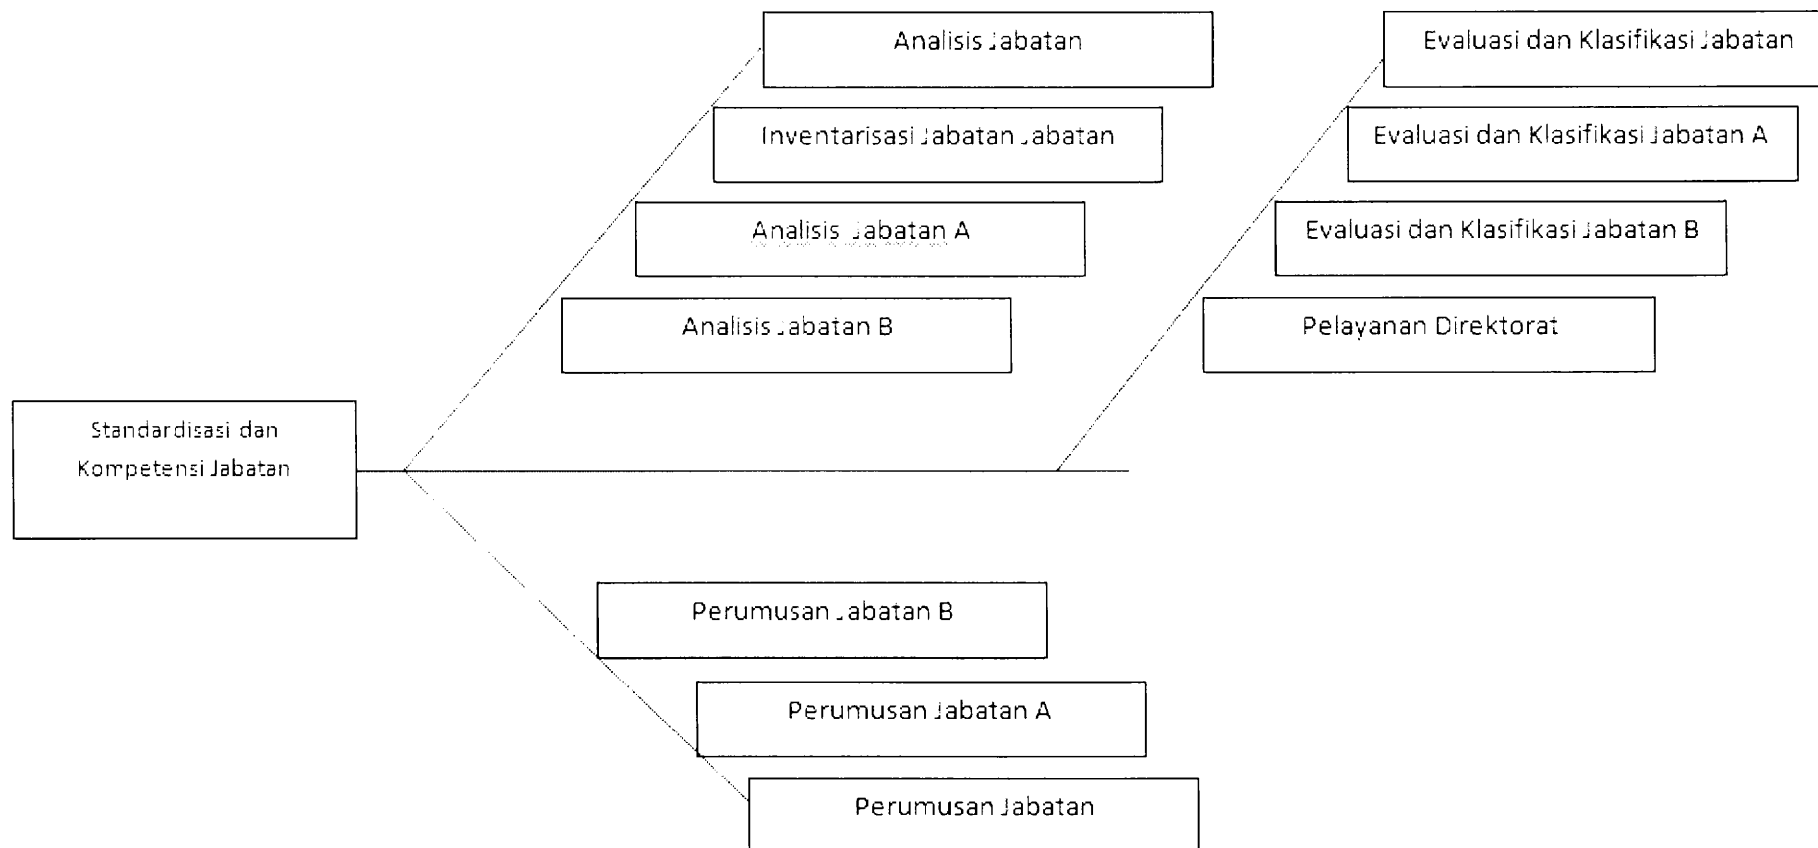 Analisis Jabatan
Evaluasi dan Klasifikasi Jabatan
Inventarisasi Jabatan Jabatan
Evaluasi dan Klasifikasi Jabatan A
Analisis Jabatan A
Evaluasi dan Klasifikasi Jabatan B
Analisis Jabatan B
Pelayanan Direktorat
Standardisasi dan
Kompetensi Jabatan
Perumusan Jabatan B
Perumusan Jabatan A
Perumusan Jabatan